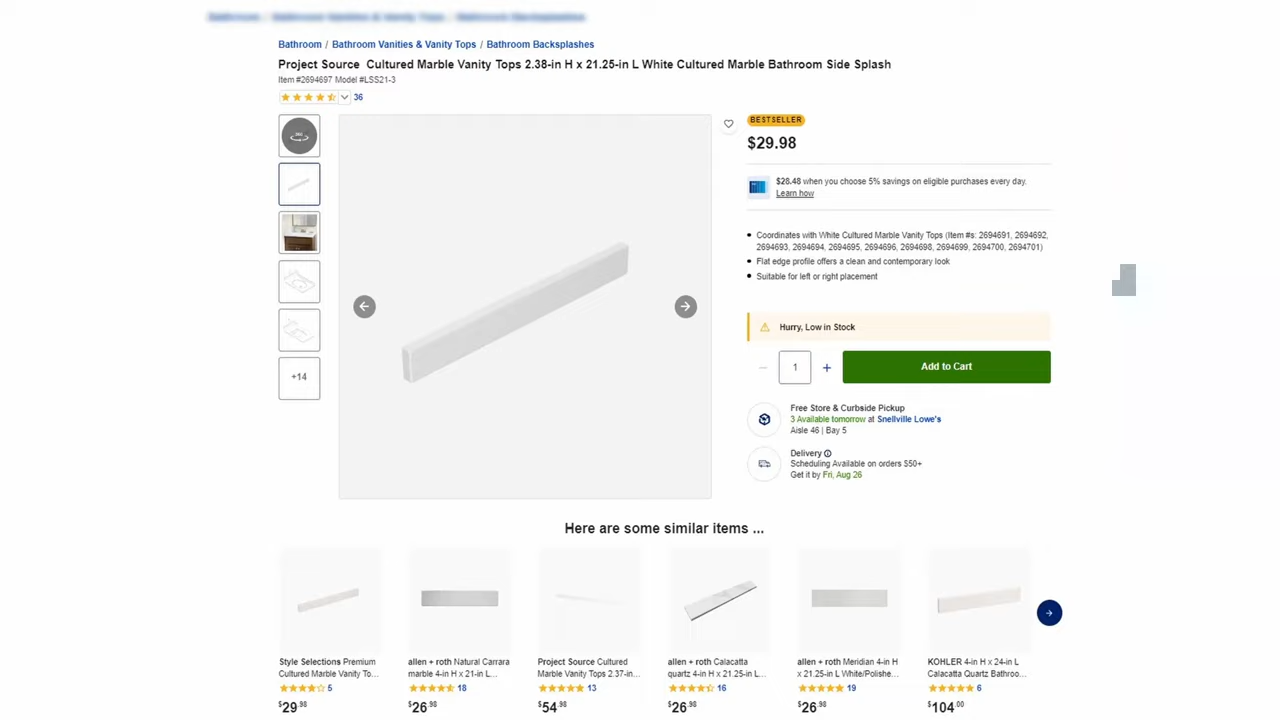 Bathroom / Bathroom Vanities & Vanity Tops / Bathroom Backsplashes
Project Source Cultured Marble Vanity Tops 2.38-in H x 21.25-in L White Cultured Marble Bathroom Side Splash
Item #2694697 Model #LSS21-3
36
+14
BESTSELLER
$29.98
$28.48 when you choose 5% savings on eligible purchases every day.
Learn how
Coordinates with White Cultured Marble Vanity Tops (Item #s: 2694691, 2694692,
2694693, 2694694, 2694695, 2694696, 2694698, 2694699, 2694700, 2694701)
Flat edge profile offers a clean and contemporary look
Suitable for left or right placement
Hurry, Low in Stock
1
Add to Cart
Free Store & Curbside Pickup
3 Available tomorrow at Snellville Lowe's
Aisle 46 | Bay 5
Delivery
Scheduling Available on orders $50+
Get it by Fri, Aug 26
Here are some similar items ...
Style Selections Premium
Cultured Marble Vanity To...
5
$29.98
allen + roth Natural Carrara
marble 4-in H x 21-in L...
18
$26.98
Project Source Cultured
Marble Vanity Tops 2.37-in...
13
$54.98
allen + roth Calacatta
quartz 4-in H x 21.25-in L...
16
$26.98
allen + roth Meridian 4-in H
x 21.25-in L White/Polishe...
19
$26.98
KOHLER 4-in H x 24-in L
Calacatta Quartz Bathroo...
6
$104.00